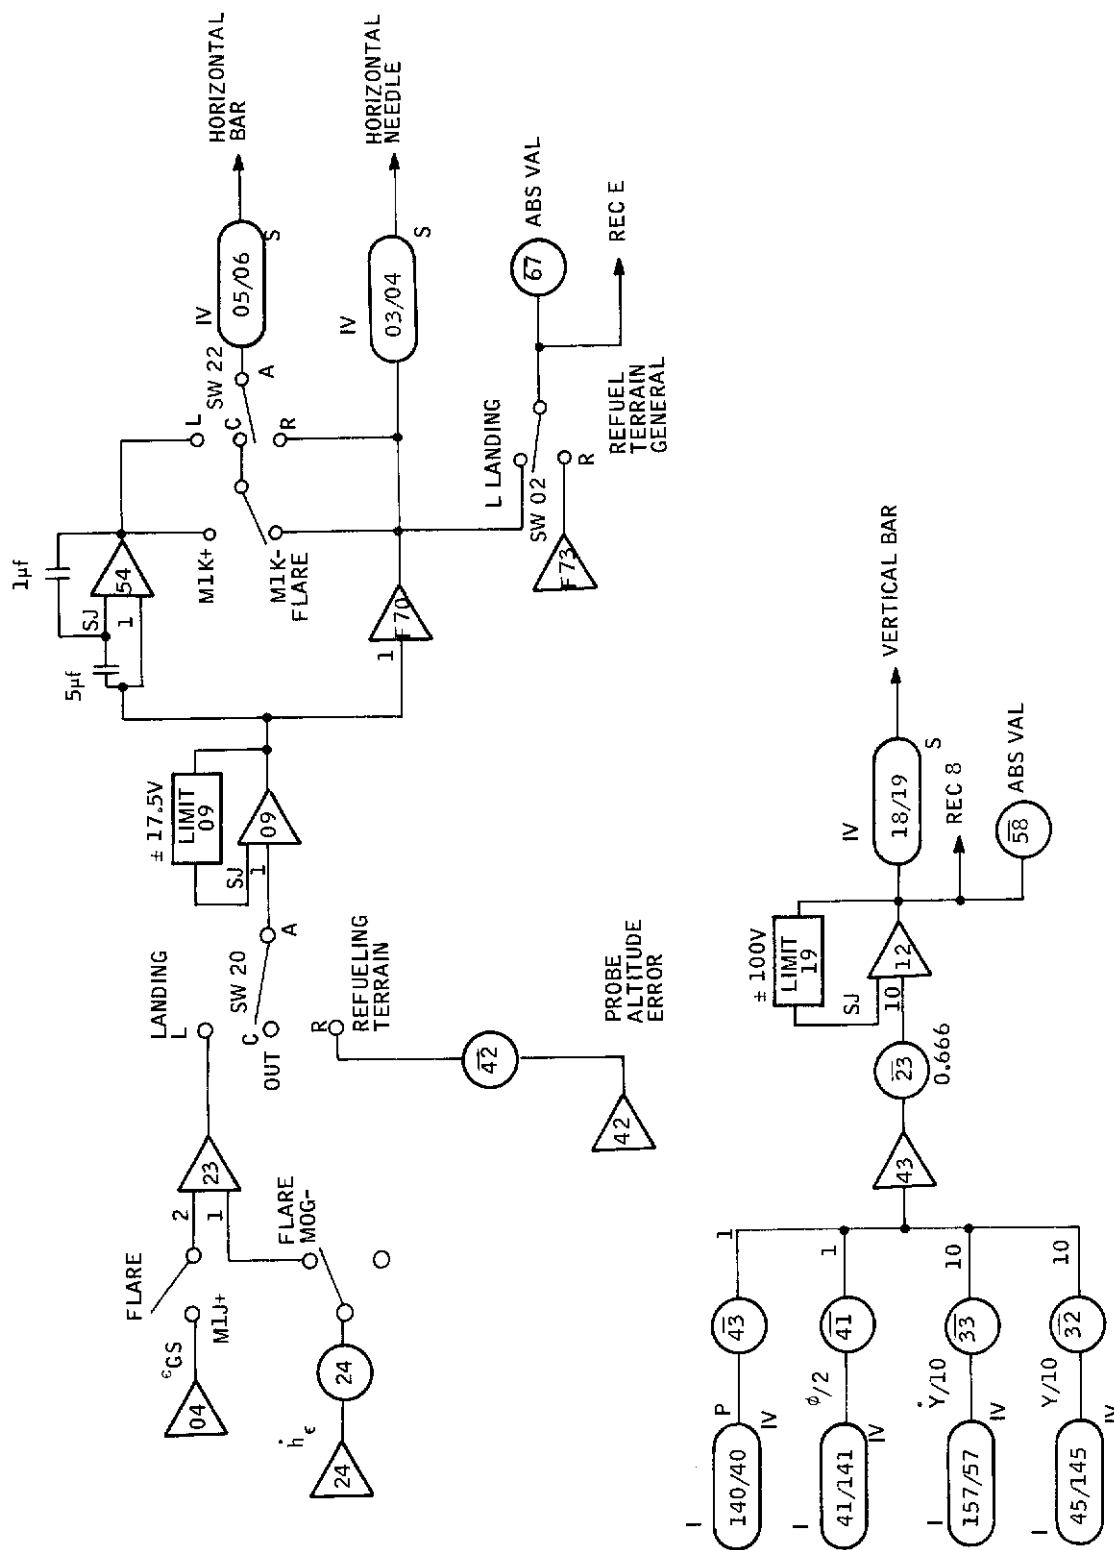 HORIZONTAL
BAR
HORIZONTAL
NEEDLE
1μf
5μf
SJ
1
54
M1K+
M1K-
FLARE
L
C
R
SW 22
A
IV
05/06
S
IV
03/04
S
1
F70
L LANDING
SW 02
R
F73
67
ABS VAL
REC E
REFUEL
TERRAIN
GENERAL
± 17.5V
LIMIT
09
SJ
1
09
LANDING
L
SW 20
A
C
OUT
R
REFUELING
TERRAIN
42
42
PROBE
ALTITUDE
ERROR
FLARE
2
1
23
ϵGS
M1J+
04
FLARE
MOG-
ḣϵ
24
24
I
140/40
P
IV
43
1
I
41/141
ϕ/2
IV
41
1
I
157/57
Ẏ/10
IV
33
10
I
45/145
Y/10
IV
32
10
43
23
0.666
± 100V
LIMIT
19
SJ
10
12
IV
18/19
S
VERTICAL BAR
REC 8
58
ABS VAL